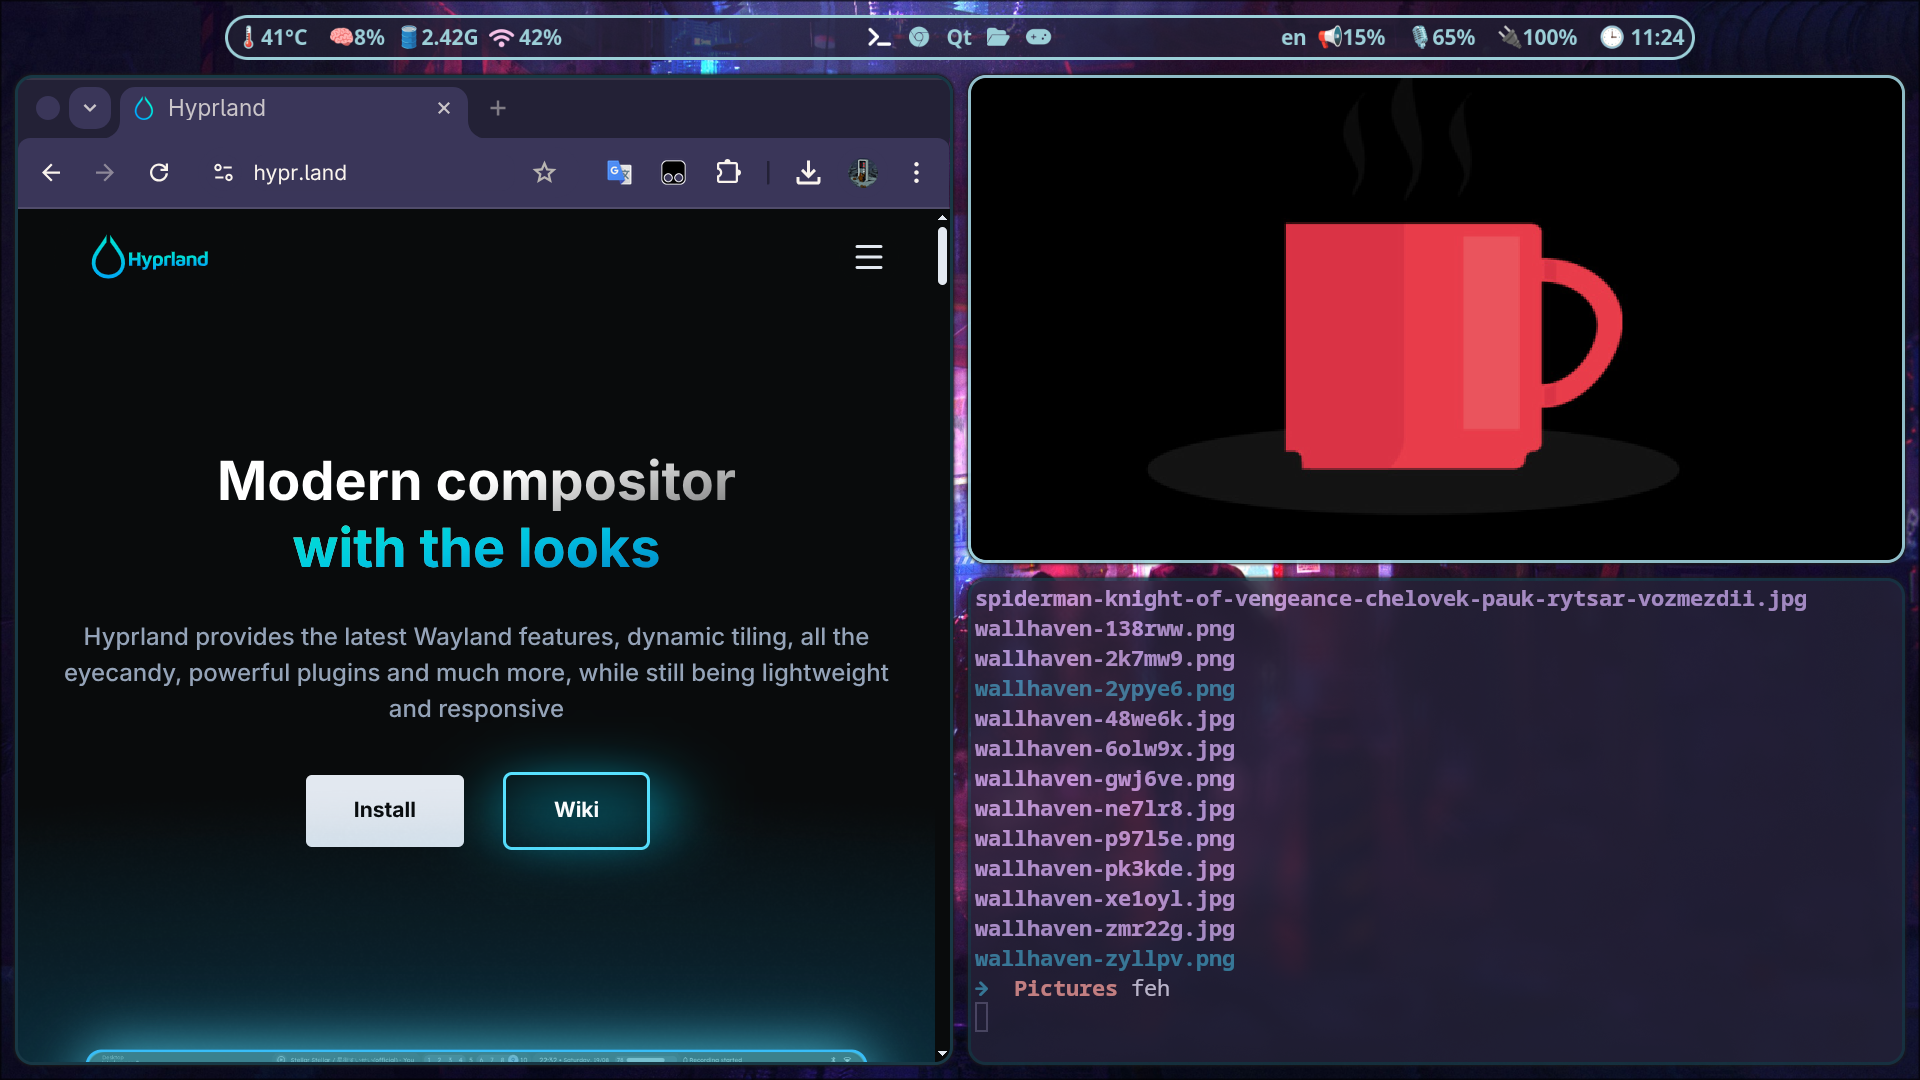 41°C 8% 2.42G 42% Qt en 15% 65% 100% 11:24
Hyprland
hypr.land
Hyprland
Modern compositor
with the looks
Hyprland provides the latest Wayland features, dynamic tiling, all the
eyecandy, powerful plugins and much more, while still being lightweight
and responsive
Install Wiki
spiderman-knight-of-vengeance-chelovek-pauk-rytsar-vozmezdii.jpg
wallhaven-138rww.png
wallhaven-2k7mw9.png
wallhaven-2ypye6.png
wallhaven-48we6k.jpg
wallhaven-6olw9x.jpg
wallhaven-gwj6ve.png
wallhaven-ne7lr8.jpg
wallhaven-p97l5e.png
wallhaven-pk3kde.jpg
wallhaven-xe1oyl.jpg
wallhaven-zmr22g.jpg
wallhaven-zyllpv.png
→ Pictures feh